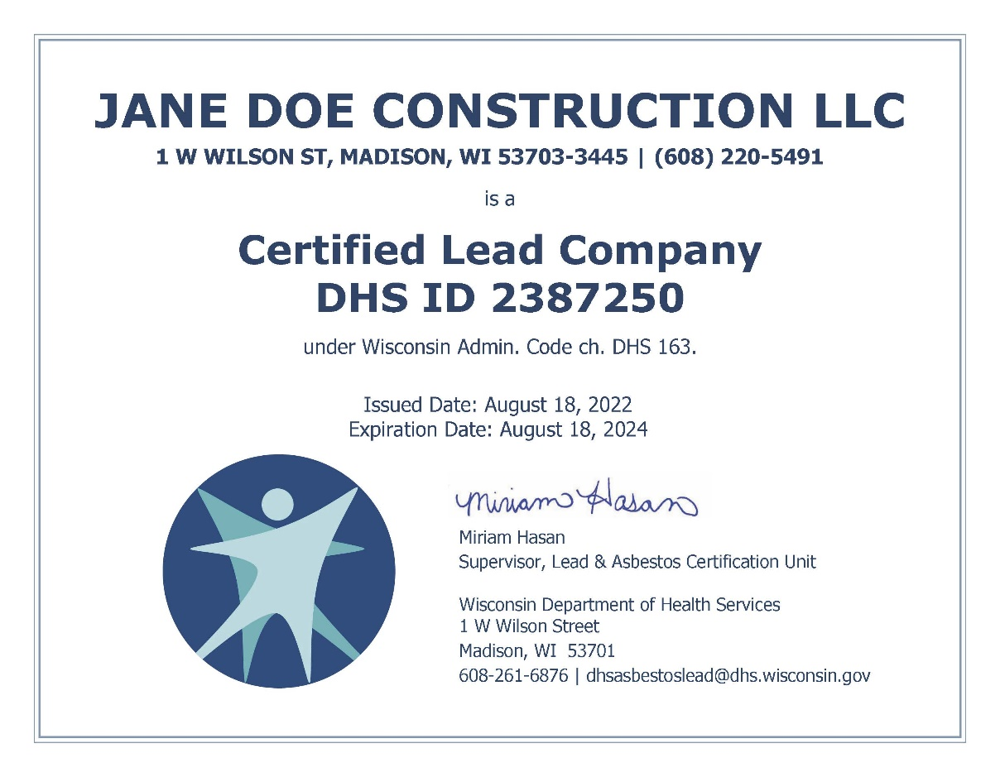 JANE DOE CONSTRUCTION LLC
1 W WILSON ST, MADISON, WI 53703-3445 | (608) 220-5491
is a
Certified Lead Company
DHS ID 2387250
under Wisconsin Admin. Code ch. DHS 163.
Issued Date: August 18, 2022
Expiration Date: August 18, 2024
Miriam Hasan
Miriam Hasan
Supervisor, Lead & Asbestos Certification Unit
Wisconsin Department of Health Services
1 W Wilson Street
Madison, WI  53701
608-261-6876 | dhsasbestoslead@dhs.wisconsin.gov